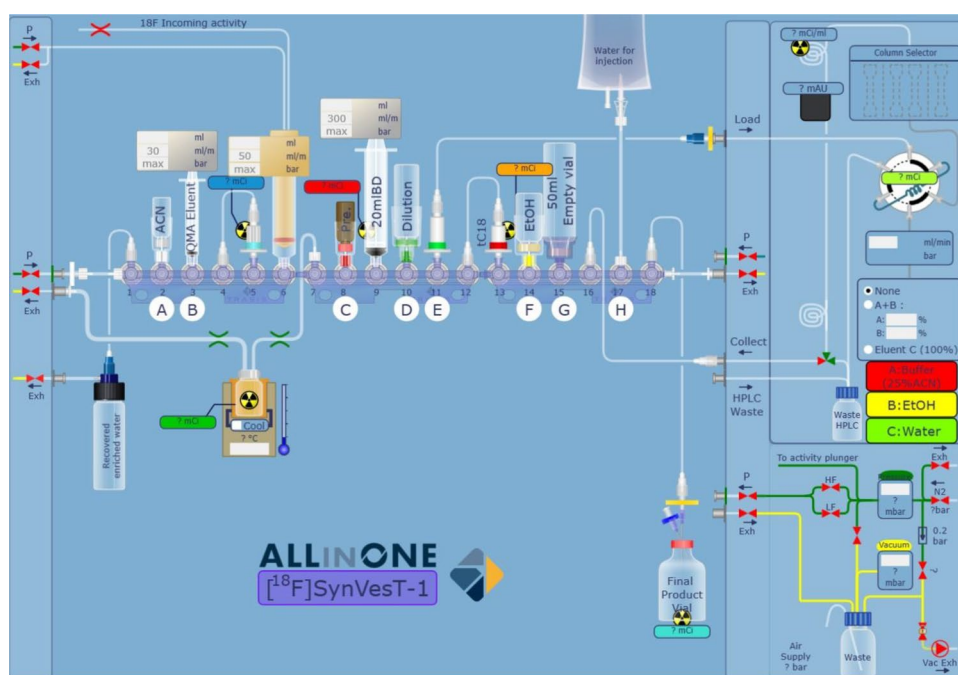 18F Incoming activity
P
Exh
30
max
ml
ml/m
bar
50
max
ml
ml/m
bar
300
max
ml
ml/m
bar
? mCi
? mCi
? mCi
ACN
QMA Eluent
Pre.
20mlBD
Dilution
tC18
EtOH
50ml
Empty vial
Water for
injection
Load
P
Exh
1 2 3 4 5 6 7 8 9 10 11 12 13 14 15 16 17 18
A B C D E F G H
P
Exh
Collect
HPLC
Waste
Exh
Recovered
enriched water
? mCi
Cool
? °C
ALLINONE
[18F]SynVesT-1
P
Exh
Final
Product
Vial
? mCi
? mCi/ml
? mAU
Column Selector
? mCi
ml/min
bar
None
A+B :
A: %
B: %
Eluent C (100%)
A:Buffer
(25%ACN)
B:EtOH
C:Water
Waste
HPLC
To activity plunger
HF
LF
?
mbar
Exh
N2
?bar
0.2
bar
Vacuum
?
mbar
?
Waste
Air
Supply
? bar
Vac Exh